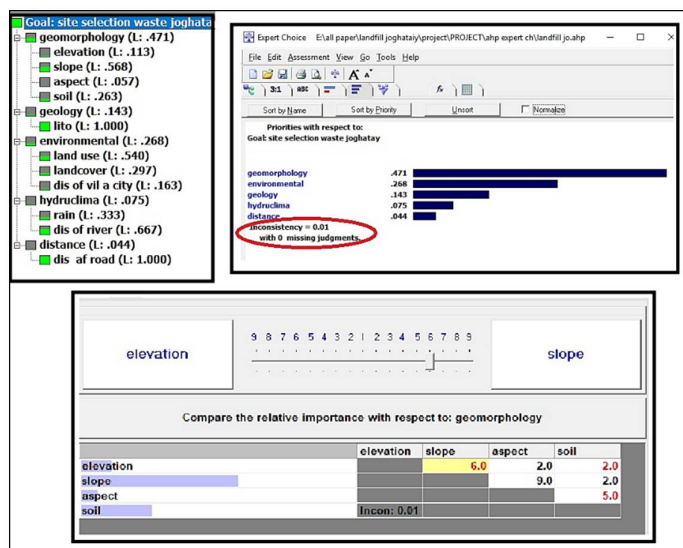 Goal: site selection waste joghata
geomorphology (L: .471)
elevation (L: .113)
slope (L: .568)
aspect (L: .057)
soil (L: .263)
geology (L: .143)
lito (L: 1.000)
environmental (L: .268)
land use (L: .540)
landcover (L: .297)
dis of vil a city (L: .163)
hydruclima (L: .075)
rain (L: .333)
dis of river (L: .667)
distance (L: .044)
dis af road (L: 1.000)
Expert Choice E:\all paper\landfill joghataiy\project\PROJECT\ahp expert ch\landfill jo.ahp
File Edit Assessment View Go Tools Help
3:1 ABC
Sort by Name Sort by Priority Unsort Normalize
Priorities with respect to:
Goal: site selection waste joghatay
geomorphology .471
environmental .268
geology .143
hydruclima .075
distance .044
Inconsistency = 0.01
with 0 missing judgments.
9 8 7 6 5 4 3 2 1 2 3 4 5 6 7 8 9
elevation slope
Compare the relative importance with respect to: geomorphology
elevation slope aspect soil
elevation 6.0 2.0 2.0
slope 9.0 2.0
aspect 5.0
soil Incon: 0.01